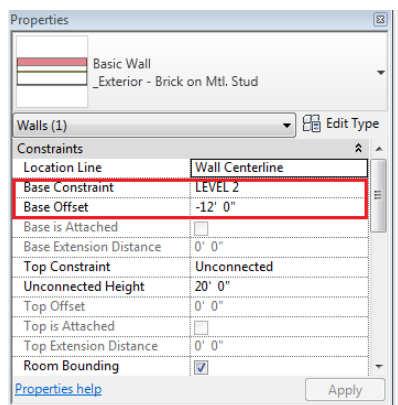 Properties
Basic Wall
_Exterior - Brick on Mtl. Stud
Walls (1) Edit Type
Constraints
Location Line Wall Centerline
Base Constraint LEVEL 2
Base Offset -12' 0"
Base is Attached
Base Extension Distance 0' 0"
Top Constraint Unconnected
Unconnected Height 20' 0"
Top Offset 0' 0"
Top is Attached
Top Extension Distance 0' 0"
Room Bounding
Properties help Apply